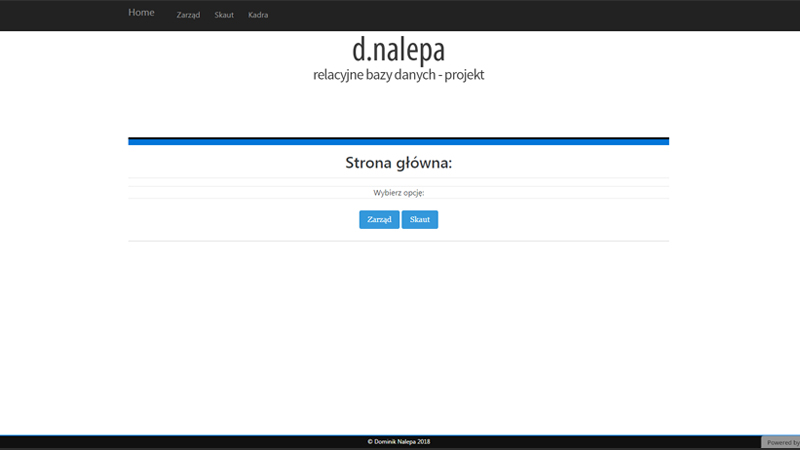 Home Zarząd Skaut Kadra
d.nalepa
relacyjne bazy danych - projekt
Strona główna:
Wybierz opcję:
Zarząd Skaut
© Dominik Nalepa 2018
Powered by